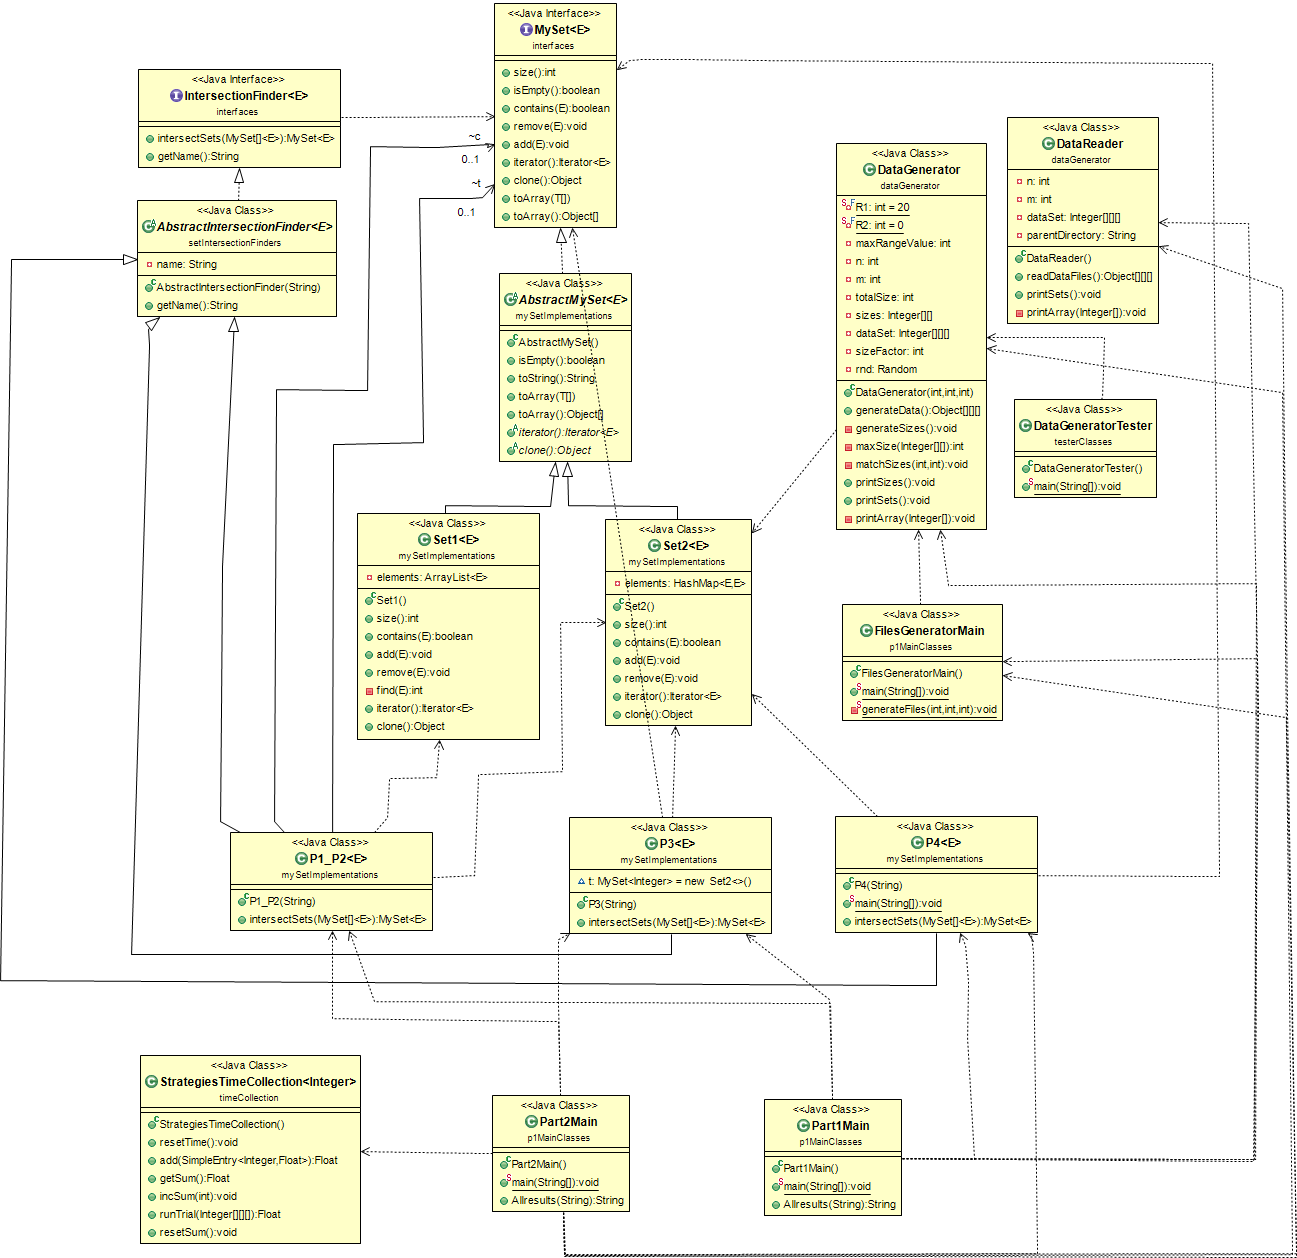 <<Java Interface>>
MySet<E>
interfaces
size():int
isEmpty():boolean
contains(E):boolean
remove(E):void
add(E):void
iterator():Iterator<E>
clone():Object
toArray(T[])
toArray():Object[]
<<Java Interface>>
IntersectionFinder<E>
interfaces
intersectSets(MySet[]<E>):MySet<E>
getName():String
~c
0..1
~t
0..1
<<Java Class>>
AbstractIntersectionFinder<E>
setIntersectionFinders
name: String
AbstractIntersectionFinder(String)
getName():String
<<Java Class>>
AbstractMySet<E>
mySetImplementations
AbstractMySet()
isEmpty():boolean
toString():String
toArray(T[])
toArray():Object[]
iterator():Iterator<E>
clone():Object
<<Java Class>>
DataGenerator
dataGenerator
R1: int = 20
R2: int = 0
maxRangeValue: int
n: int
m: int
totalSize: int
sizes: Integer[][]
dataSet: Integer[][][]
sizeFactor: int
rnd: Random
DataGenerator(int,int,int)
generateData():Object[][][]
generateSizes():void
maxSize(Integer[][]):int
matchSizes(int,int):void
printSizes():void
printSets():void
printArray(Integer[]):void
<<Java Class>>
DataReader
dataGenerator
n: int
m: int
dataSet: Integer[][][]
parentDirectory: String
DataReader()
readDataFiles():Object[][][]
printSets():void
printArray(Integer[]):void
<<Java Class>>
DataGeneratorTester
testerClasses
DataGeneratorTester()
main(String[]):void
<<Java Class>>
Set1<E>
mySetImplementations
elements: ArrayList<E>
Set1()
size():int
contains(E):boolean
add(E):void
remove(E):void
find(E):int
iterator():Iterator<E>
clone():Object
<<Java Class>>
Set2<E>
mySetImplementations
elements: HashMap<E,E>
Set2()
size():int
contains(E):boolean
add(E):void
remove(E):void
iterator():Iterator<E>
clone():Object
<<Java Class>>
FilesGeneratorMain
p1MainClasses
FilesGeneratorMain()
main(String[]):void
generateFiles(int,int,int):void
<<Java Class>>
P1_P2<E>
mySetImplementations
P1_P2(String)
intersectSets(MySet[]<E>):MySet<E>
<<Java Class>>
P3<E>
mySetImplementations
t: MySet<Integer> = new Set2<>()
P3(String)
intersectSets(MySet[]<E>):MySet<E>
<<Java Class>>
P4<E>
mySetImplementations
P4(String)
main(String[]):void
intersectSets(MySet[]<E>):MySet<E>
<<Java Class>>
StrategiesTimeCollection<Integer>
timeCollection
StrategiesTimeCollection()
resetTime():void
add(SimpleEntry<Integer,Float>):Float
getSum():Float
incSum(int):void
runTrial(Integer[][][]):Float
resetSum():void
<<Java Class>>
Part2Main
p1MainClasses
Part2Main()
main(String[]):void
Allresults(String):String
<<Java Class>>
Part1Main
p1MainClasses
Part1Main()
main(String[]):void
Allresults(String):String